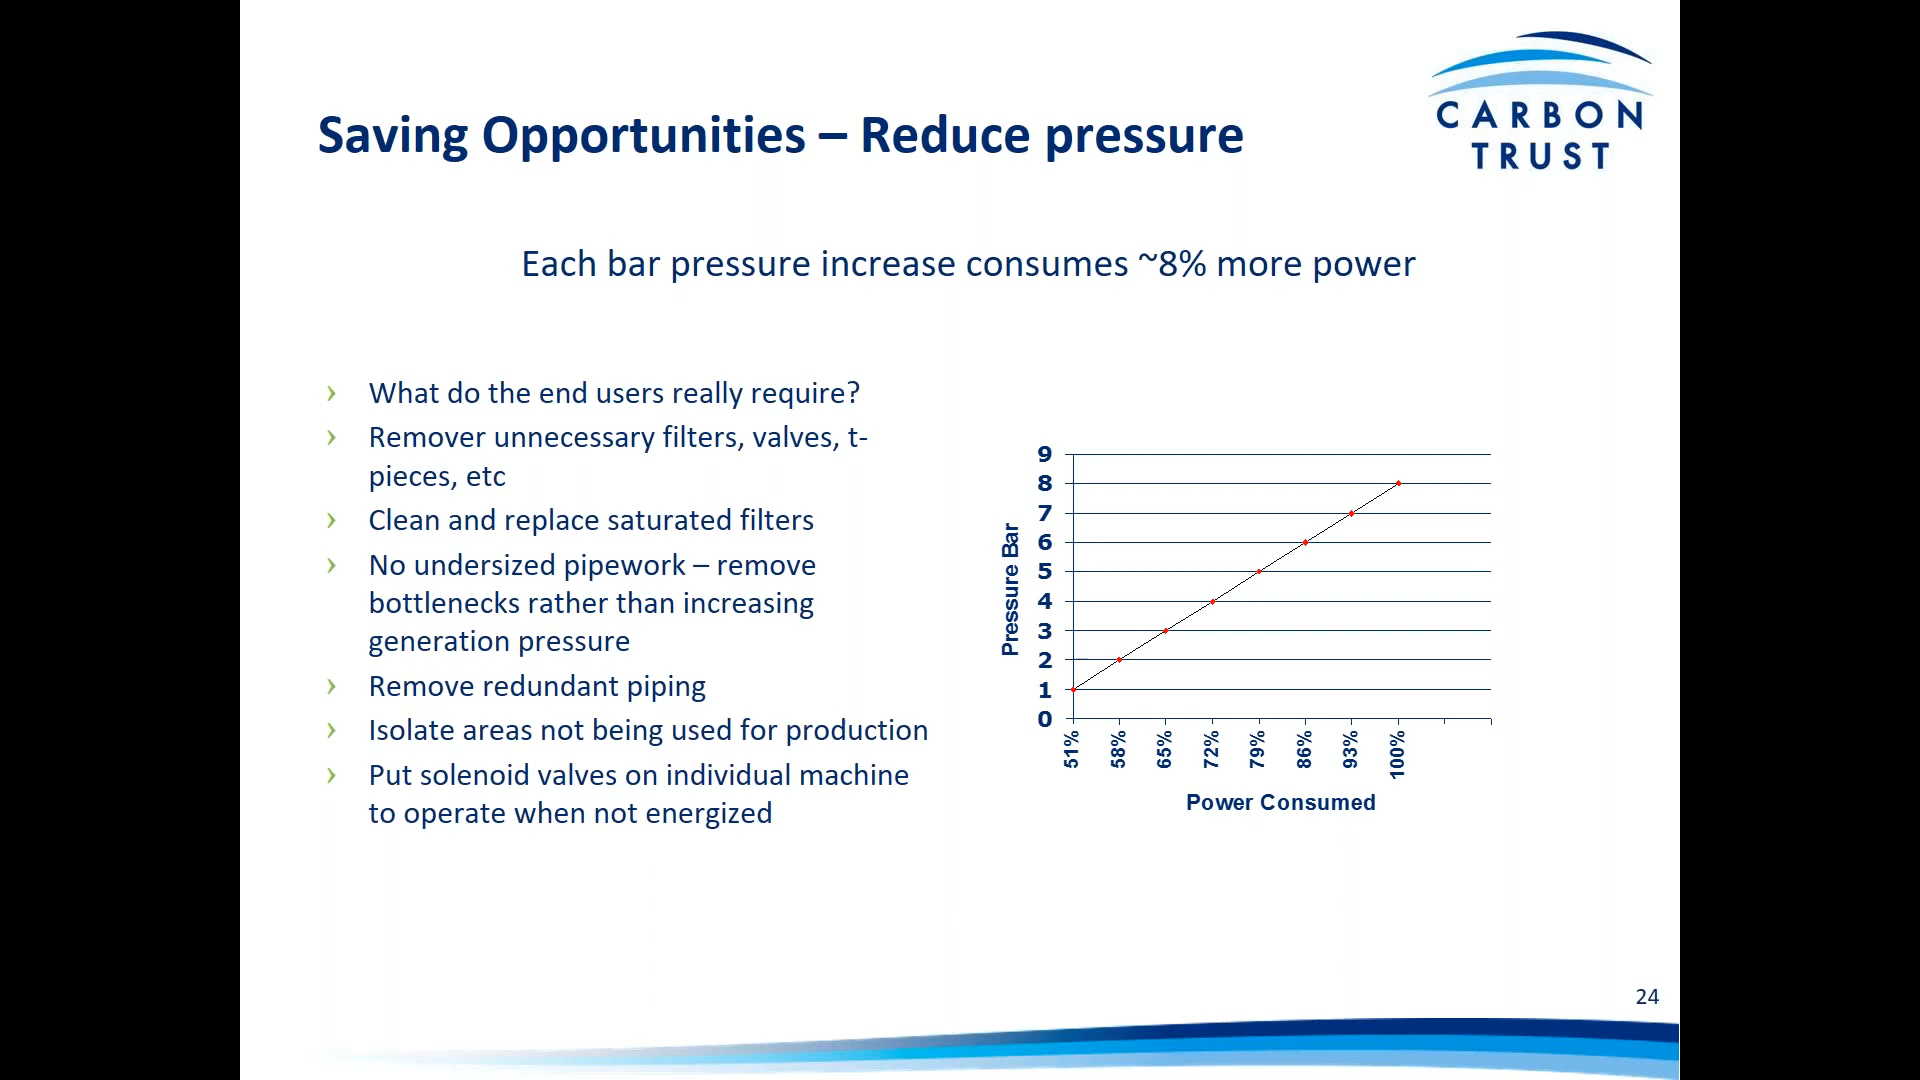 CARBON
TRUST
Saving Opportunities – Reduce pressure
Each bar pressure increase consumes ~8% more power
› What do the end users really require?
› Remover unnecessary filters, valves, t-
pieces, etc
› Clean and replace saturated filters
› No undersized pipework – remove
bottlenecks rather than increasing
generation pressure
› Remove redundant piping
› Isolate areas not being used for production
› Put solenoid valves on individual machine
to operate when not energized
Pressure Bar
9
8
7
6
5
4
3
2
1
0
51% 58% 65% 72% 79% 86% 93% 100%
Power Consumed
24